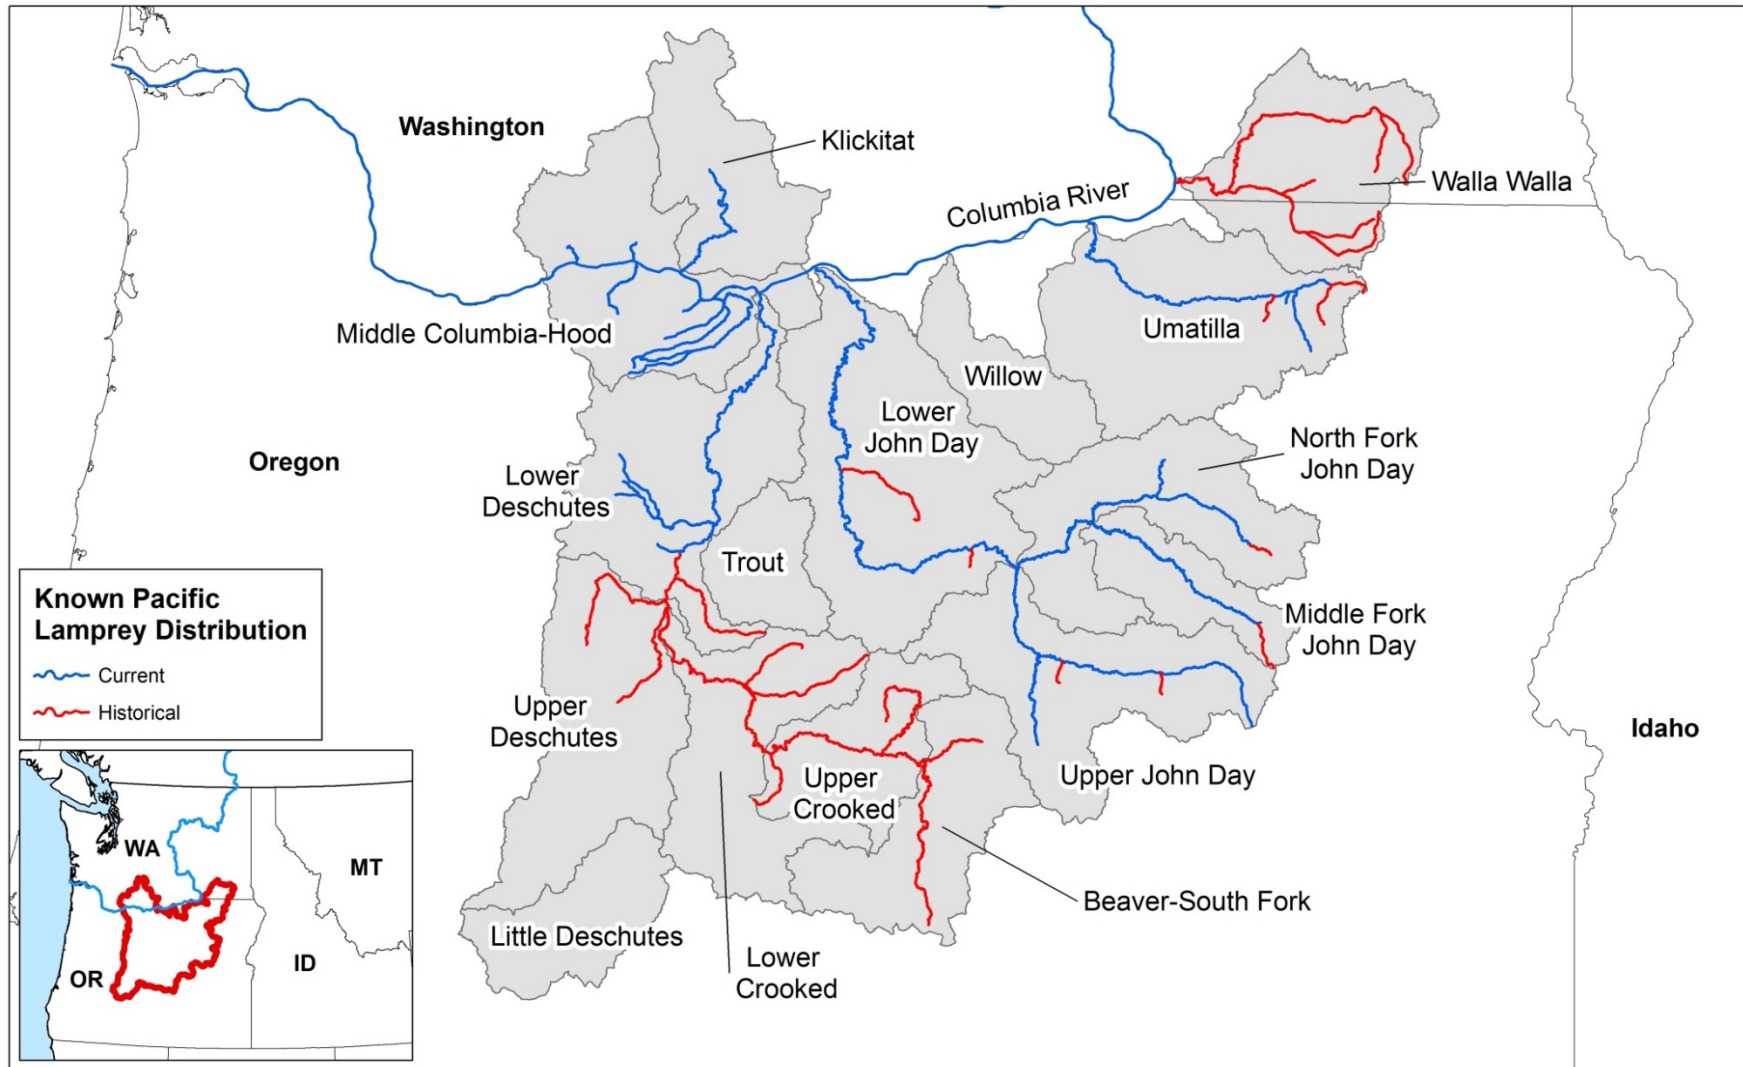 Washington
Klickitat
Columbia River
Walla Walla
Middle Columbia-Hood
Umatilla
Willow
Lower
John Day
North Fork
John Day
Oregon
Lower
Deschutes
Trout
Middle Fork
John Day
Known Pacific
Lamprey Distribution
Current
Historical
Upper
Deschutes
Idaho
Upper John Day
Upper
Crooked
Beaver-South Fork
Little Deschutes
Lower
Crooked
WA
MT
OR
ID